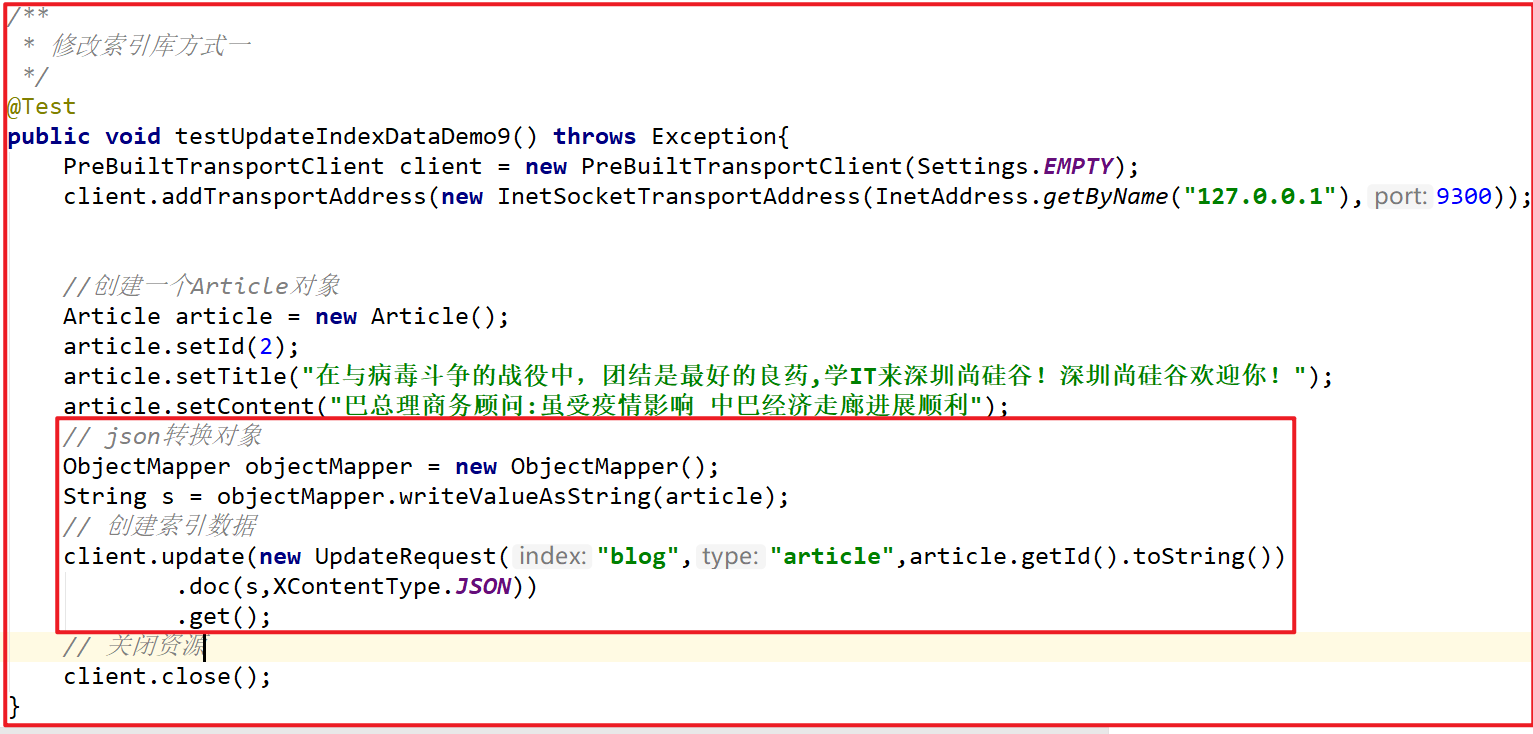 /**
 * 修改索引库方式一
 */
@Test
public void testUpdateIndexDataDemo9() throws Exception{
    PreBuiltTransportClient client = new PreBuiltTransportClient(Settings.EMPTY);
    client.addTransportAddress(new InetSocketTransportAddress(InetAddress.getByName("127.0.0.1"), port: 9300));
    //创建一个Article对象
    Article article = new Article();
    article.setId(2);
    article.setTitle("在与病毒斗争的战役中，团结是最好的良药,学IT来深圳尚硅谷！深圳尚硅谷欢迎你！");
    article.setContent("巴总理商务顾问:虽受疫情影响 中巴经济走廊进展顺利");
    // json转换对象
    ObjectMapper objectMapper = new ObjectMapper();
    String s = objectMapper.writeValueAsString(article);
    // 创建索引数据
    client.update(new UpdateRequest( index: "blog", type: "article",article.getId().toString())
            .doc(s,XContentType.JSON))
            .get();
    // 关闭资源
    client.close();
}